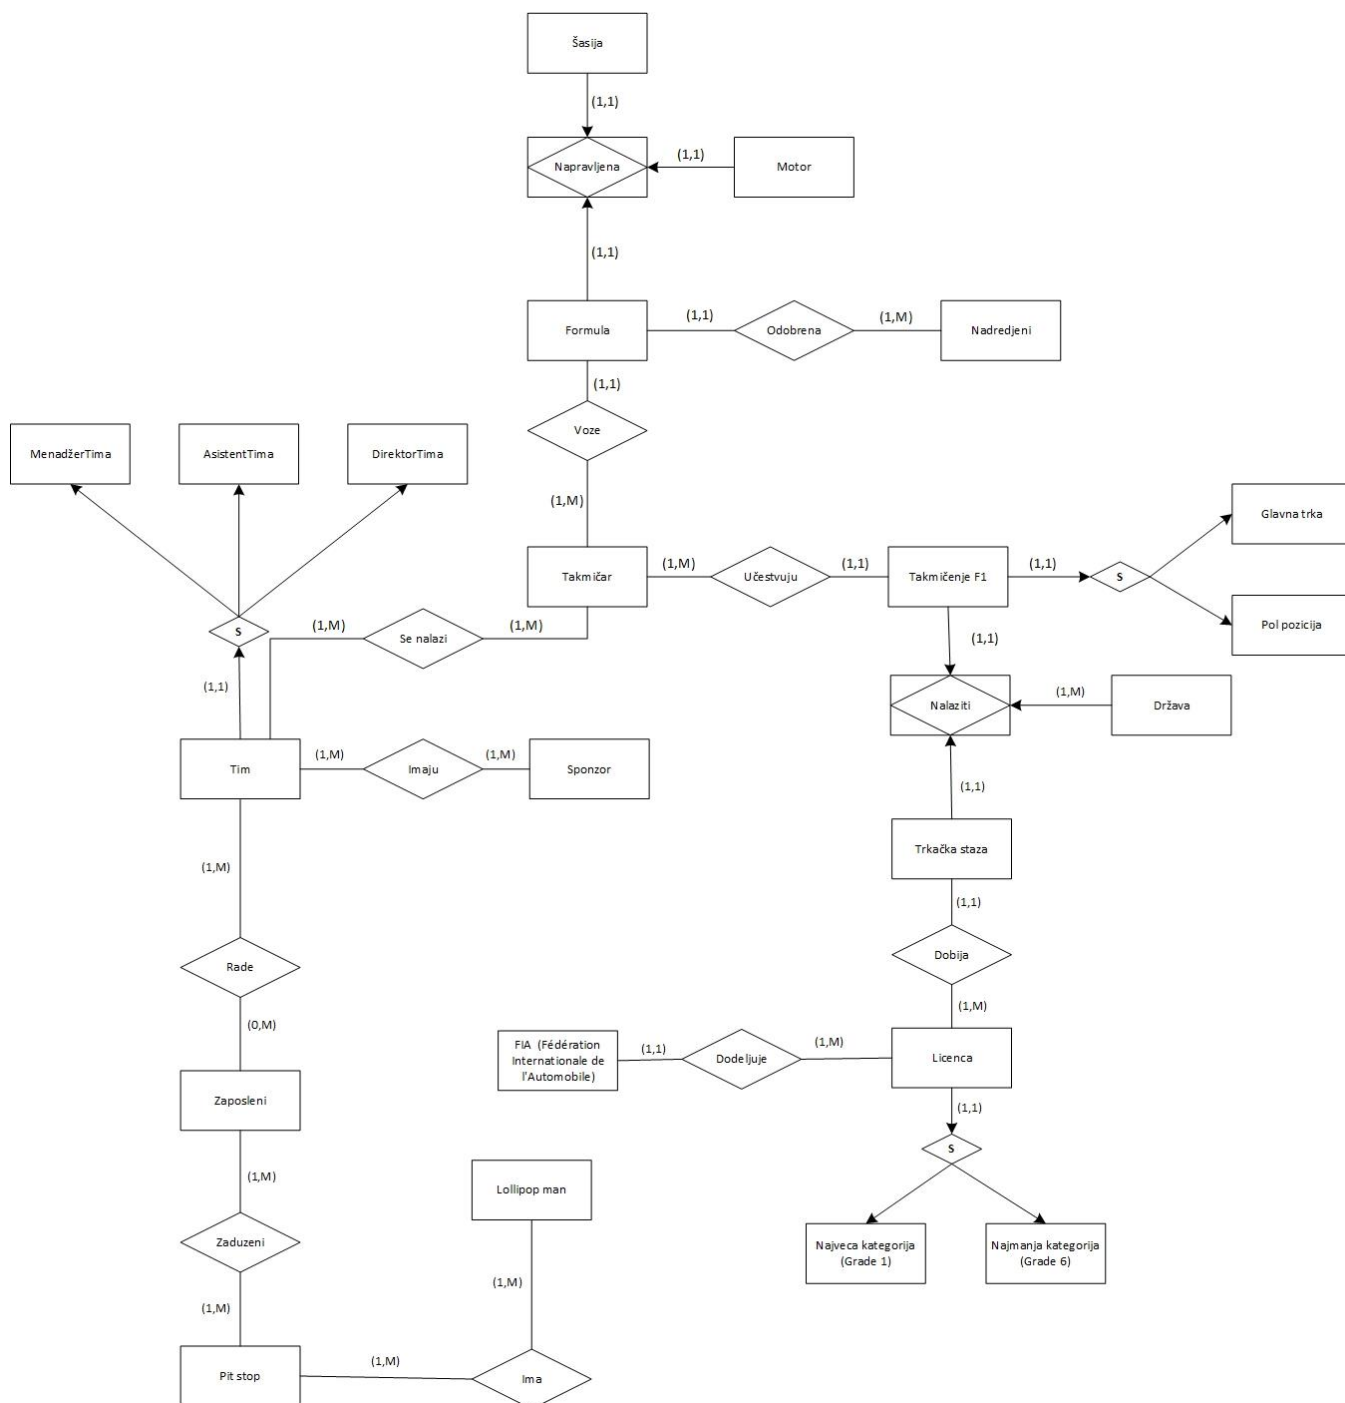 Šasija
(1,1)
Napravljena
(1,1)
Motor
(1,1)
Formula
(1,1)
Odobrena
(1,M)
Nadredjeni
(1,1)
Voze
MenadžerTima
AsistentTima
DirektorTima
(1,M)
Glavna trka
Takmičar
(1,M)
Učestvuju
(1,1)
Takmičenje F1
(1,1)
S
Pol pozicija
S
(1,M)
Se nalazi
(1,M)
(1,1)
(1,1)
Nalaziti
(1,M)
Država
Tim
(1,M)
Imaju
(1,M)
Sponzor
(1,1)
Trkačka staza
(1,M)
(1,1)
Dobija
Rade
(1,M)
(0,M)
FIA (Fédération
Internationale de
l'Automobile)
(1,1)
Dodeljuje
(1,M)
Licenca
Zaposleni
(1,1)
S
(1,M)
Lollipop man
Zaduzeni
Najveca kategorija
(Grade 1)
Najmanja kategorija
(Grade 6)
(1,M)
(1,M)
Pit stop
(1,M)
Ima